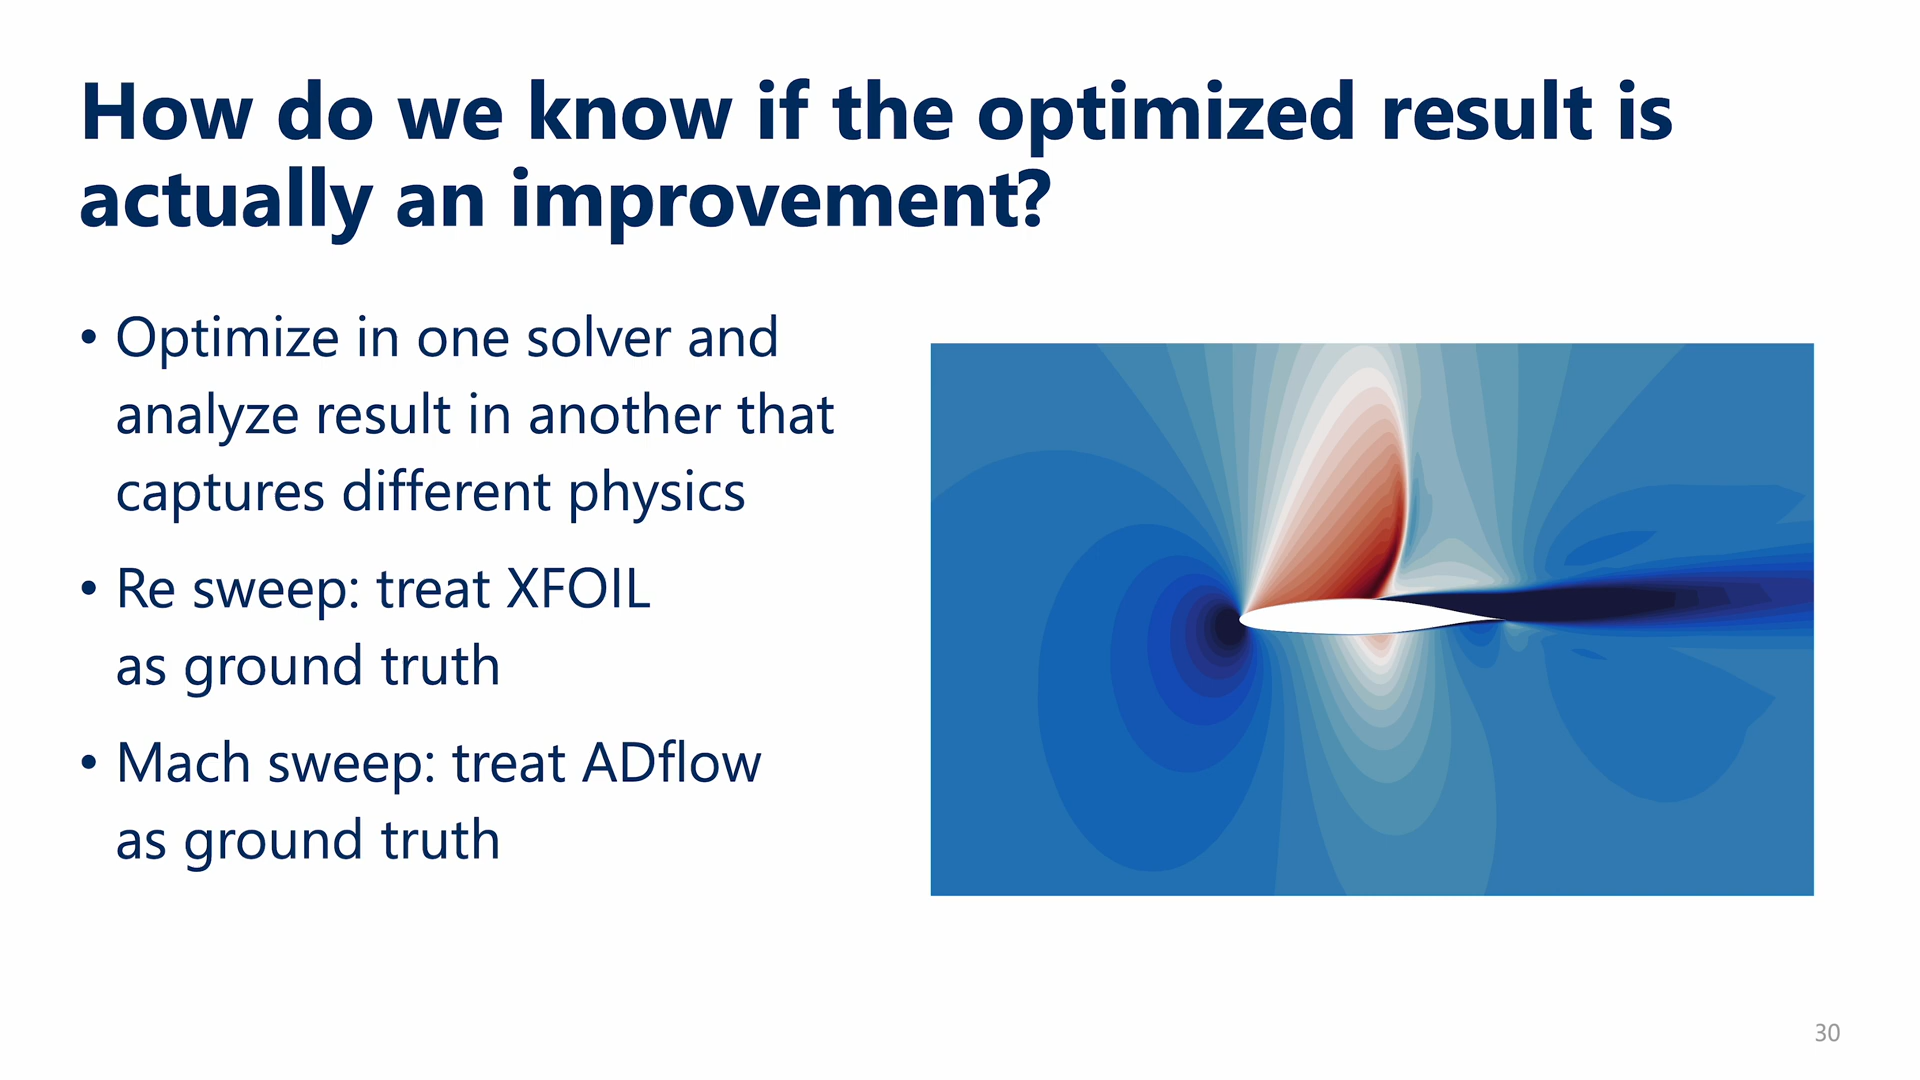 How do we know if the optimized result is
actually an improvement?
• Optimize in one solver and
analyze result in another that
captures different physics
• Re sweep: treat XFOIL
as ground truth
• Mach sweep: treat ADflow
as ground truth
30